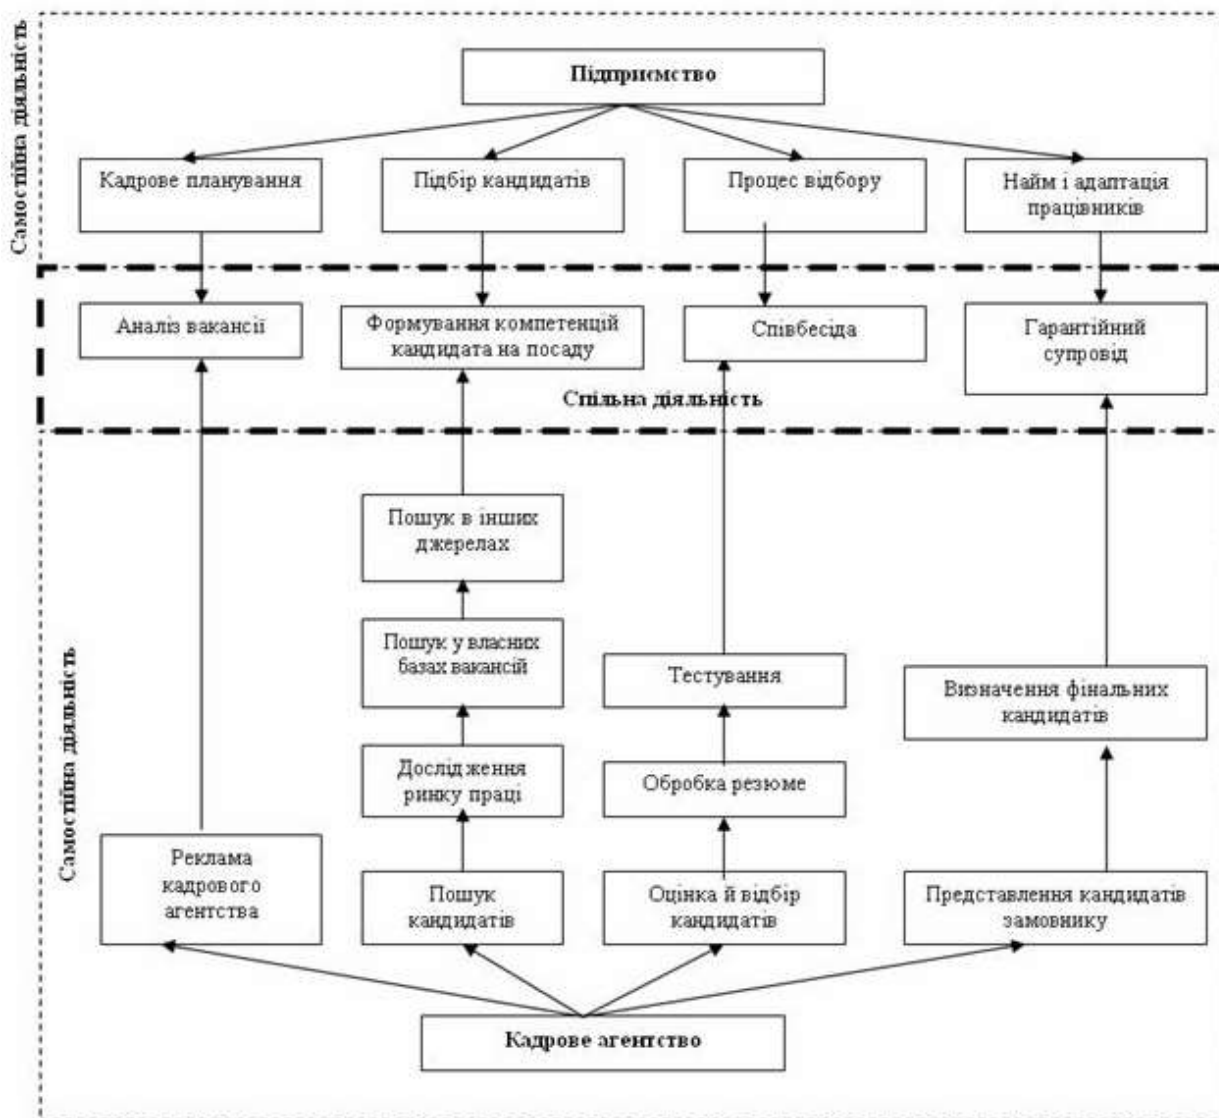 Самостійна діяльність
Підприємство
Кадрове планування
Підбір кандидатів
Процес відбору
Найм і адаптація
працівників
Аналіз вакансії
Формування компетенцій
кандидата на посаду
Співбесіда
Гарантійний
супровід
Спільна діяльність
Самостійна діяльність
Пошук в інших
джерелах
Пошук у власних
базах вакансій
Тестування
Визначення фінальних
кандидатів
Дослідження
ринку праці
Обробка резюме
Реклама
кадрового
агентства
Пошук
кандидатів
Оцінка й відбір
кандидатів
Представлення кандидатів
замовнику
Кадрове агентство